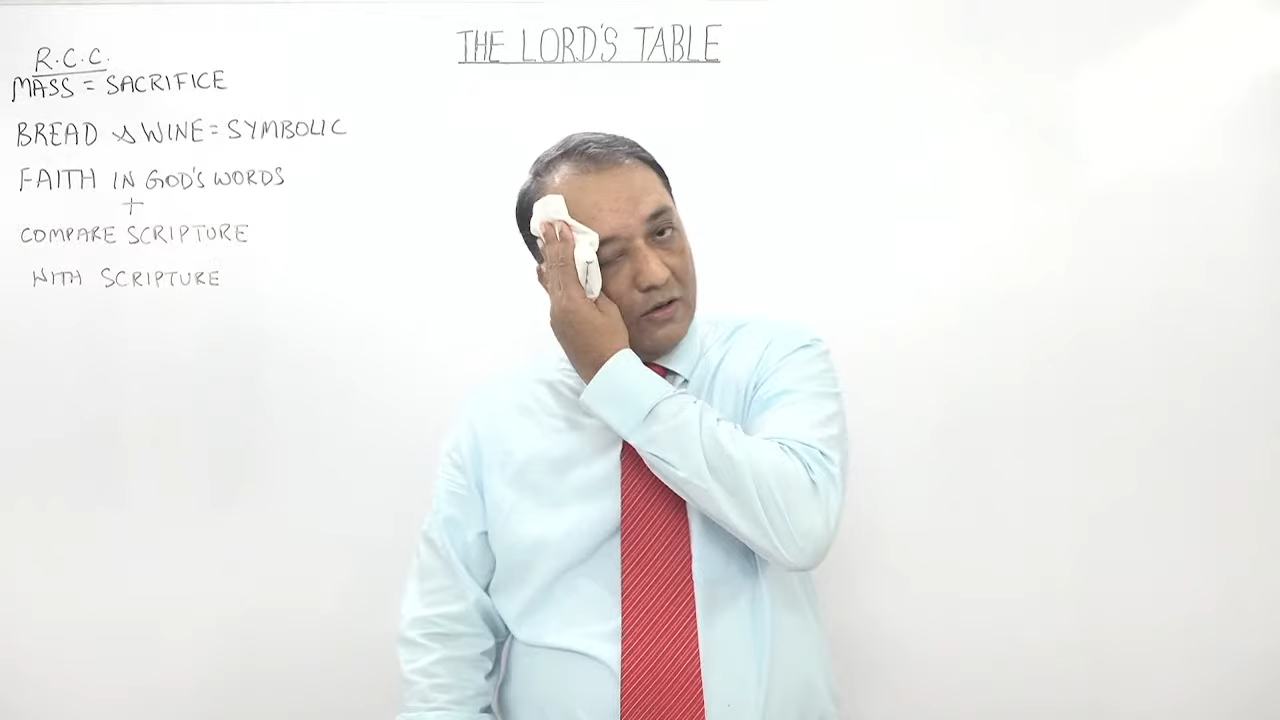 THE LORD'S TABLE
R.C.C.
MASS = SACRIFICE
BREAD & WINE = SYMBOLIC
FAITH IN GOD'S WORDS
+
COMPARE SCRIPTURE
WITH SCRIPTURE